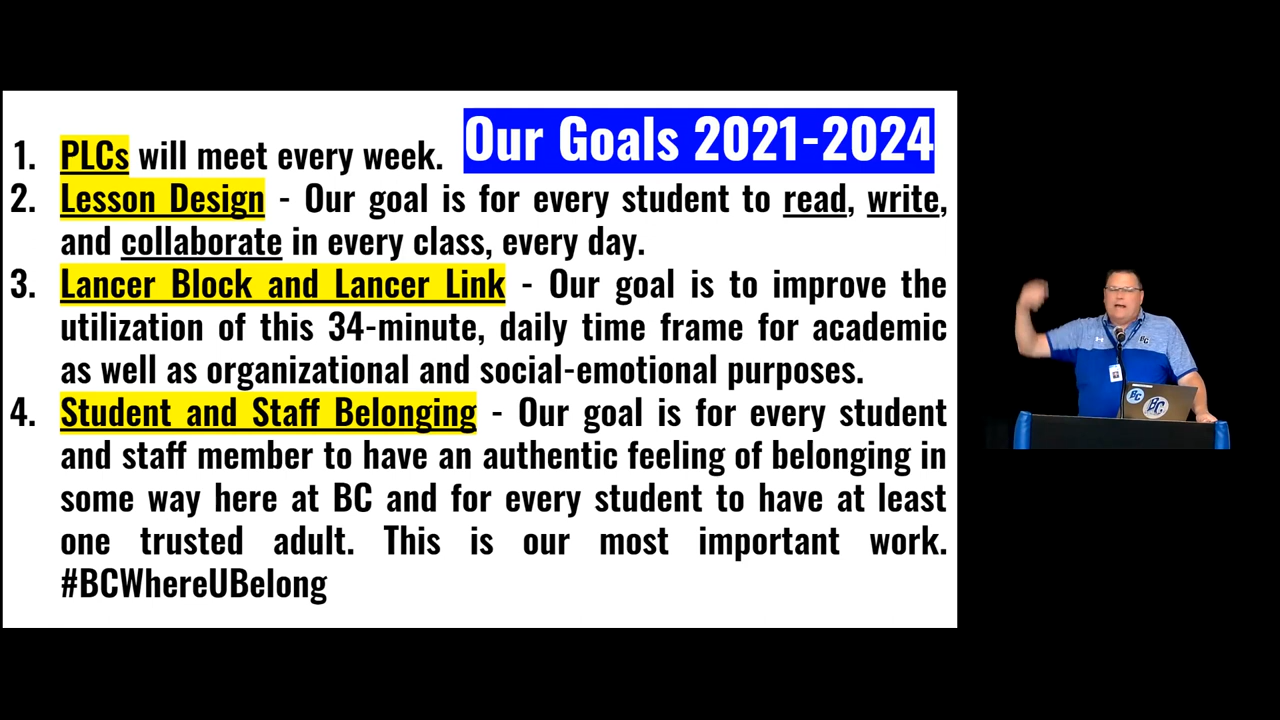 Our Goals 2021-2024
1. PLCs will meet every week.
2. Lesson Design - Our goal is for every student to read, write,
and collaborate in every class, every day.
3. Lancer Block and Lancer Link - Our goal is to improve the
utilization of this 34-minute, daily time frame for academic
as well as organizational and social-emotional purposes.
4. Student and Staff Belonging - Our goal is for every student
and staff member to have an authentic feeling of belonging in
some way here at BC and for every student to have at least
one trusted adult. This is our most important work.
#BCWhereUBelong
BC
BC
BC